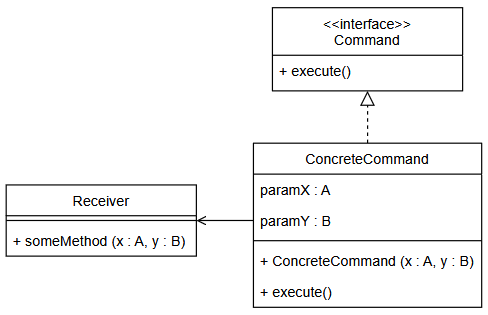 <<interface>>
Command
+ execute()
ConcreteCommand
paramX : A
paramY : B
+ ConcreteCommand (x : A, y : B)
+ execute()
Receiver
+ someMethod (x : A, y : B)